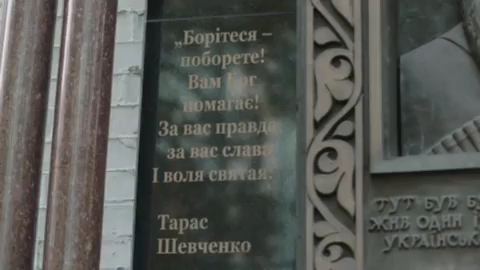 „Борітеся –
поборете!
Вам Бог
помагає!
За вас правда,
за вас слава
І воля святая!
Тарас
Шевченко
ТУТ БУВ
ЖИВ ОДИН